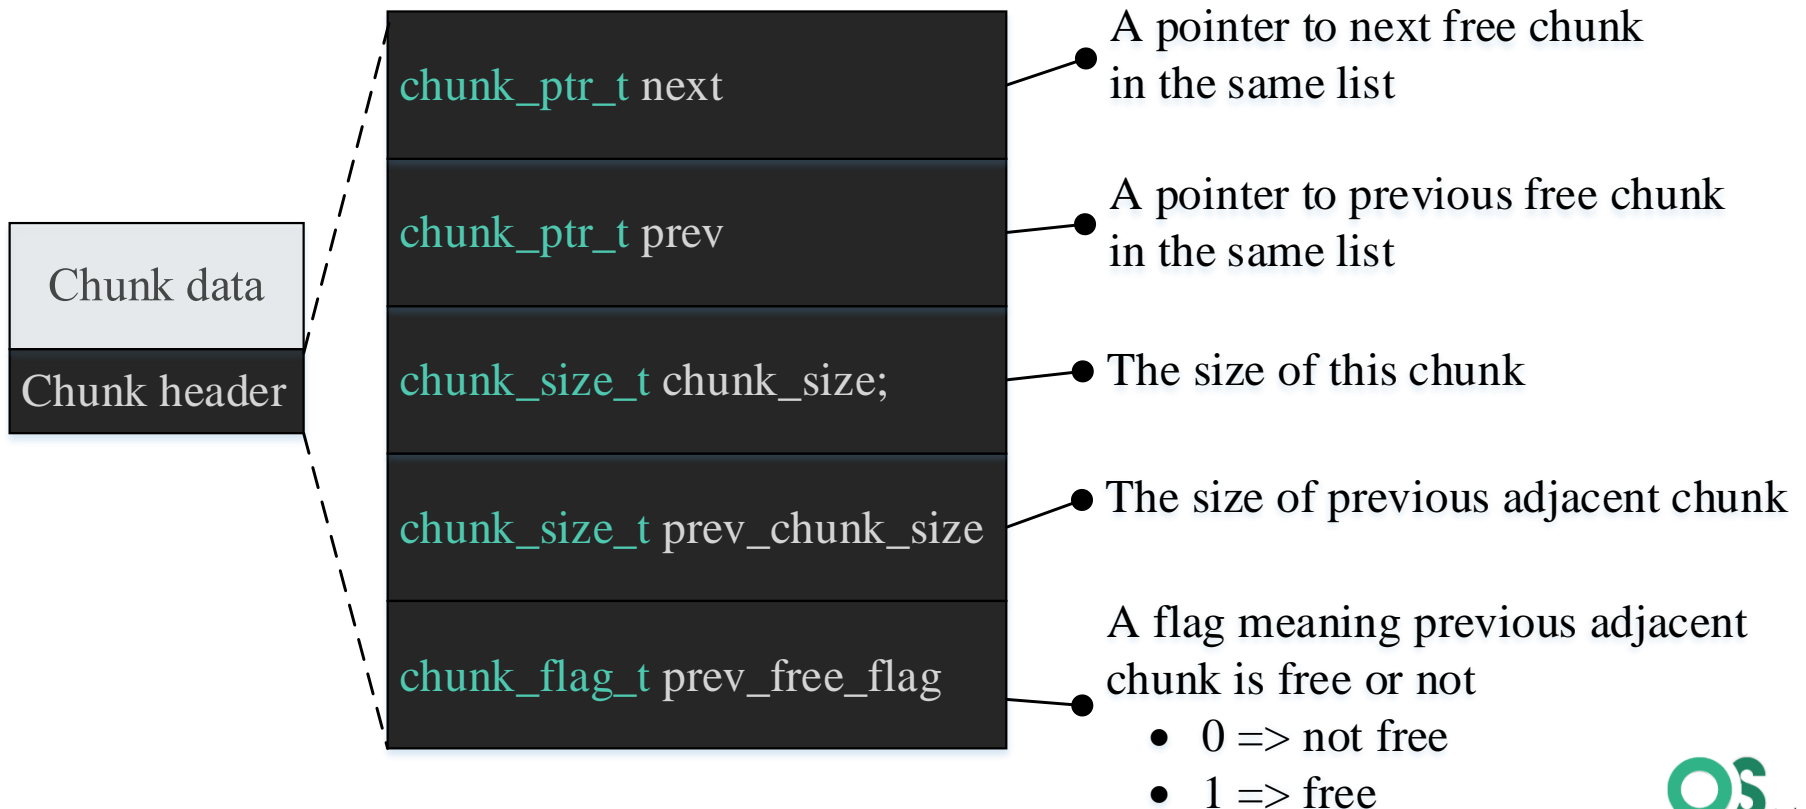 Chunk data
Chunk header
chunk_ptr_t next
chunk_ptr_t prev
chunk_size_t chunk_size;
chunk_size_t prev_chunk_size
chunk_flag_t prev_free_flag
A pointer to next free chunk
in the same list
A pointer to previous free chunk
in the same list
The size of this chunk
The size of previous adjacent chunk
A flag meaning previous adjacent
chunk is free or not
• 0 => not free
• 1 => free
OS